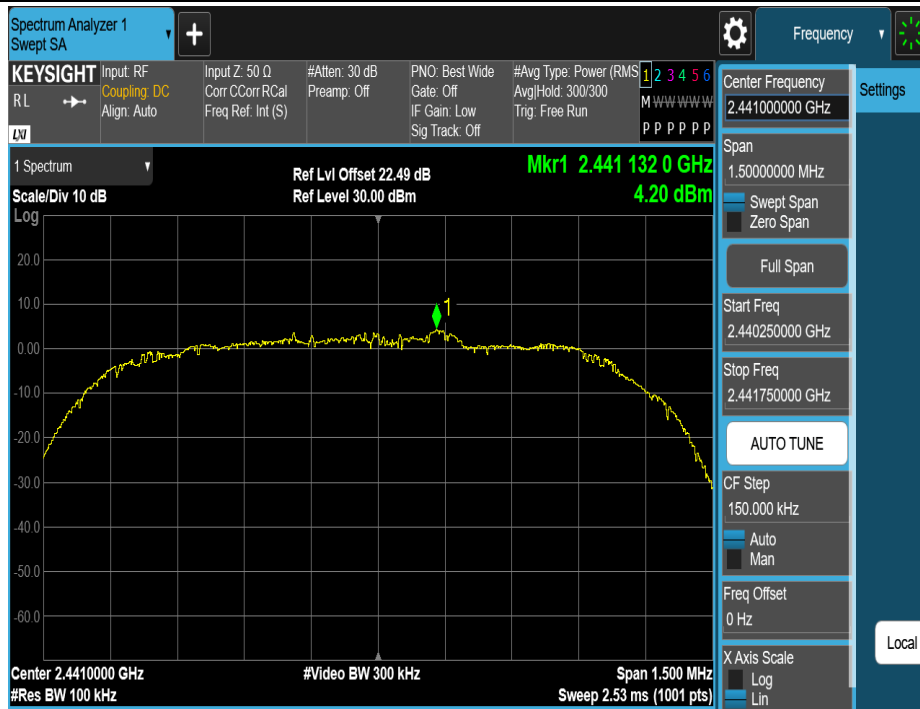 Spectrum Analyzer 1
Swept SA
+
Frequency
KEYSIGHT
RL
LXI
Input: RF
Coupling: DC
Align: Auto
Input Z: 50 Ω
Corr CCorr RCal
Freq Ref: Int (S)
#Atten: 30 dB
Preamp: Off
PNO: Best Wide
Gate: Off
IF Gain: Low
Sig Track: Off
#Avg Type: Power (RMS
Avg|Hold: 300/300
Trig: Free Run
1 2 3 4 5 6
M W W W W W
P P P P P P
1 Spectrum
Scale/Div 10 dB
Ref Lvl Offset 22.49 dB
Ref Level 30.00 dBm
Mkr1 2.441 132 0 GHz
4.20 dBm
Log
20.0
10.0
0.00
-10.0
-20.0
-30.0
-40.0
-50.0
-60.0
1
Center 2.4410000 GHz
#Res BW 100 kHz
#Video BW 300 kHz
Span 1.500 MHz
Sweep 2.53 ms (1001 pts)
Center Frequency
2.441000000 GHz
Settings
Span
1.50000000 MHz
Swept Span
Zero Span
Full Span
Start Freq
2.440250000 GHz
Stop Freq
2.441750000 GHz
AUTO TUNE
CF Step
150.000 kHz
Auto
Man
Freq Offset
0 Hz
Local
X Axis Scale
Log
Lin